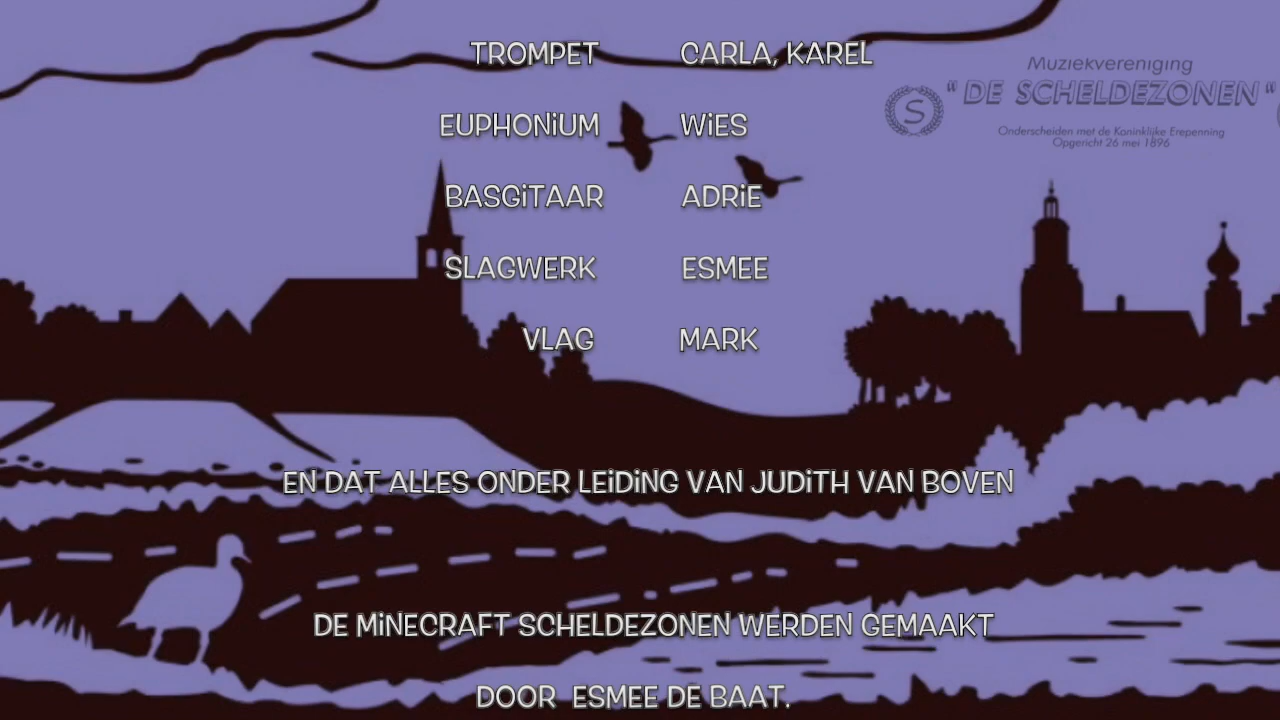 TROMPET CARLA, KAREL
Muziekvereniging
"DE SCHELDEZONEN"
S
Onderscheiden met de Koninklijke Erepenning
Opgericht 26 mei 1896
EUPHONiUM WiES
BASGiTAAR ADRiE
SLAGWERK ESMEE
VLAG MARK
EN DAT ALLES ONDER LEiDiNG VAN JUDiTH VAN BOVEN
DE MiNECRAFT SCHELDEZONEN WERDEN GEMAAKT
DOOR ESMEE DE BAAT.